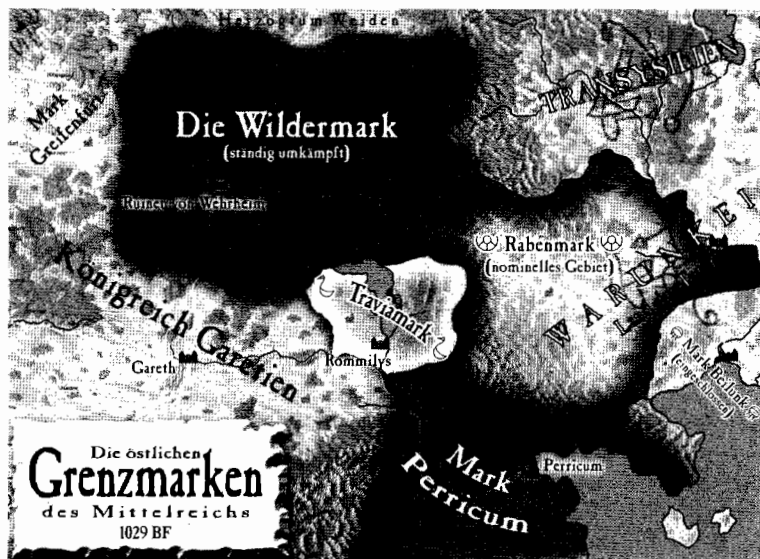 Herzogtum Weiden
TRANSYSILIEN
Mark
Greifenfurt
Die Wildermark
(ständig umkämpft)
Ruinen von Wehrheim
Rabenmark
(nominelles Gebiet)
WARUNKEI
Königreich Garetien
Traviamark
Gareth
Rommilys
Mark Beilunk
(eingeschlossen)
Mark
Perricum
Perricum
Die östlichen
Grenzmarken
des Mittelreichs
1029 BF